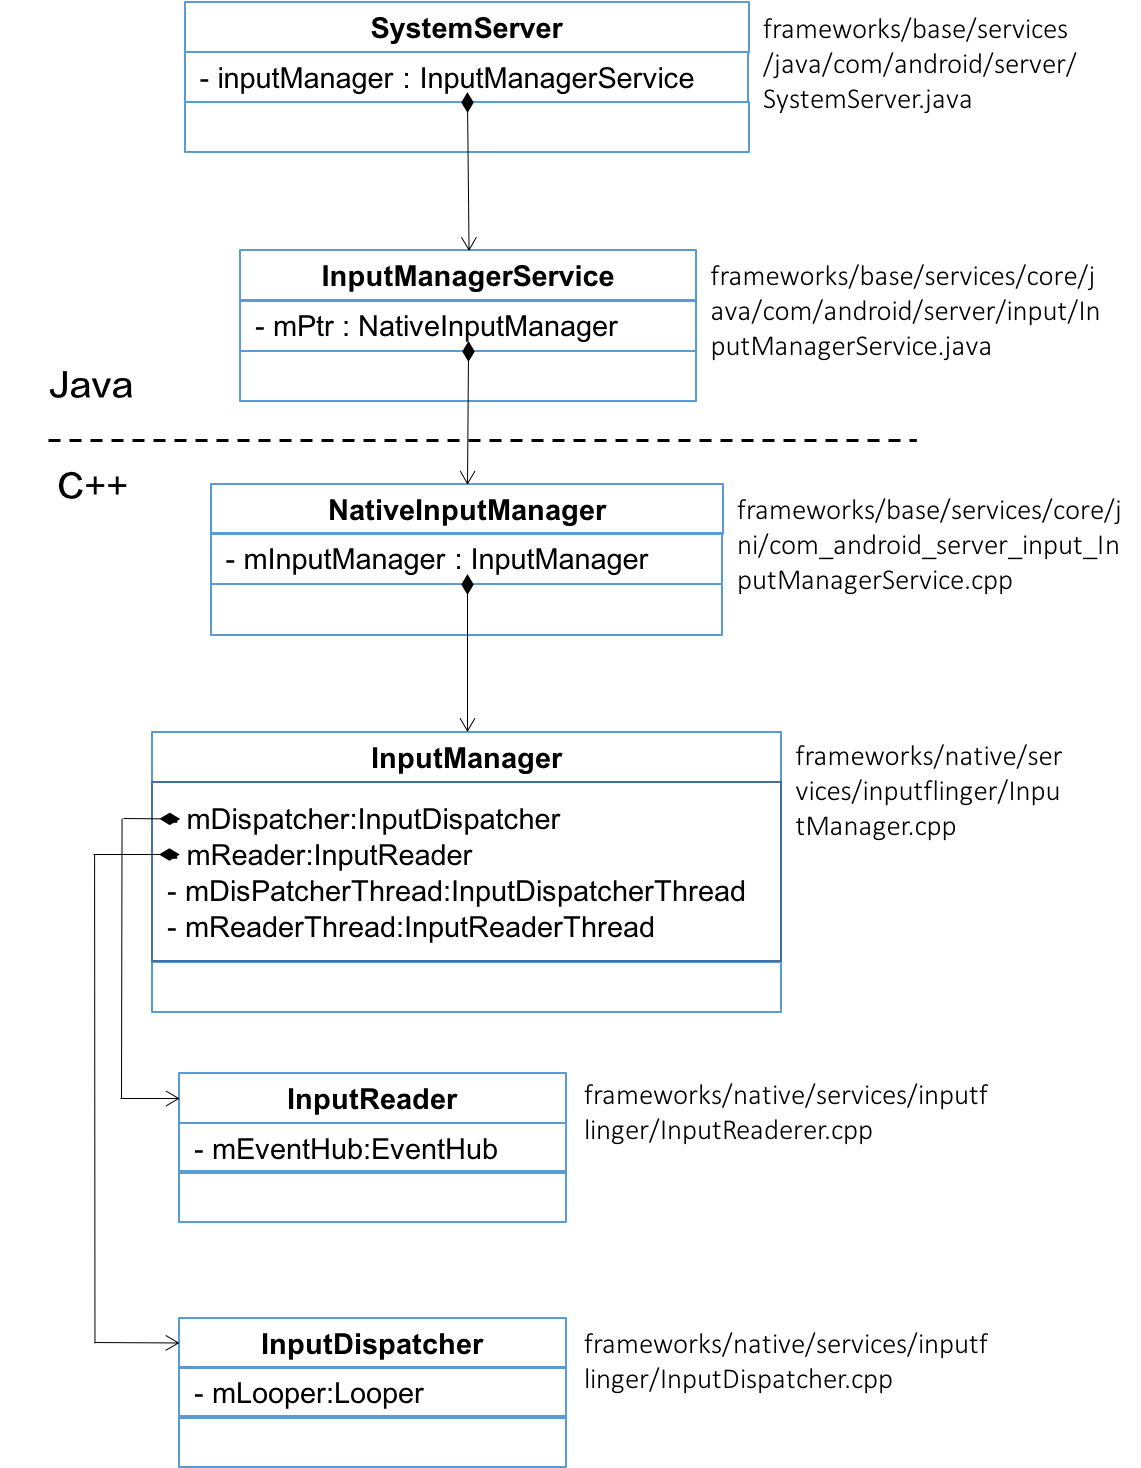 SystemServer
- inputManager : InputManagerService
frameworks/base/services
/java/com/android/server/
SystemServer.java
InputManagerService
- mPtr : NativeInputManager
frameworks/base/services/core/j
ava/com/android/server/input/In
putManagerService.java
Java
C++
NativeInputManager
- mInputManager : InputManager
frameworks/base/services/core/j
ni/com_android_server_input_In
putManagerService.cpp
InputManager
mDispatcher:InputDispatcher
mReader:InputReader
- mDisPatcherThread:InputDispatcherThread
- mReaderThread:InputReaderThread
frameworks/native/ser
vices/inputflinger/Inpu
tManager.cpp
InputReader
- mEventHub:EventHub
frameworks/native/services/inputf
linger/InputReaderer.cpp
InputDispatcher
- mLooper:Looper
frameworks/native/services/inputf
linger/InputDispatcher.cpp